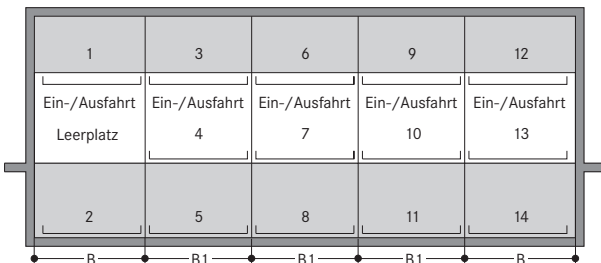 1 3 6 9 12
Ein-/Ausfahrt Ein-/Ausfahrt Ein-/Ausfahrt Ein-/Ausfahrt Ein-/Ausfahrt
Leerplatz 4 7 10 13
2 5 8 11 14
B B1 B1 B1 B